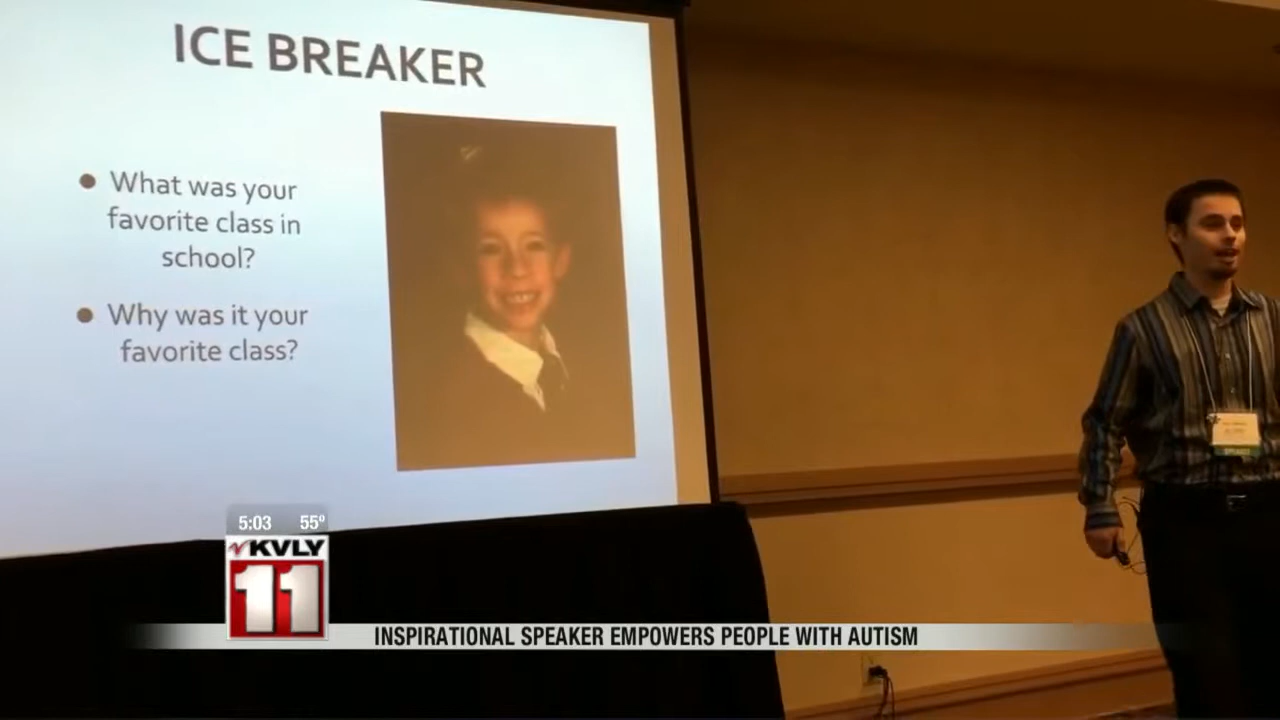 ICE BREAKER
• What was your
favorite class in
school?
• Why was it your
favorite class?
5:03 55°
KVLY
11
INSPIRATIONAL SPEAKER EMPOWERS PEOPLE WITH AUTISM